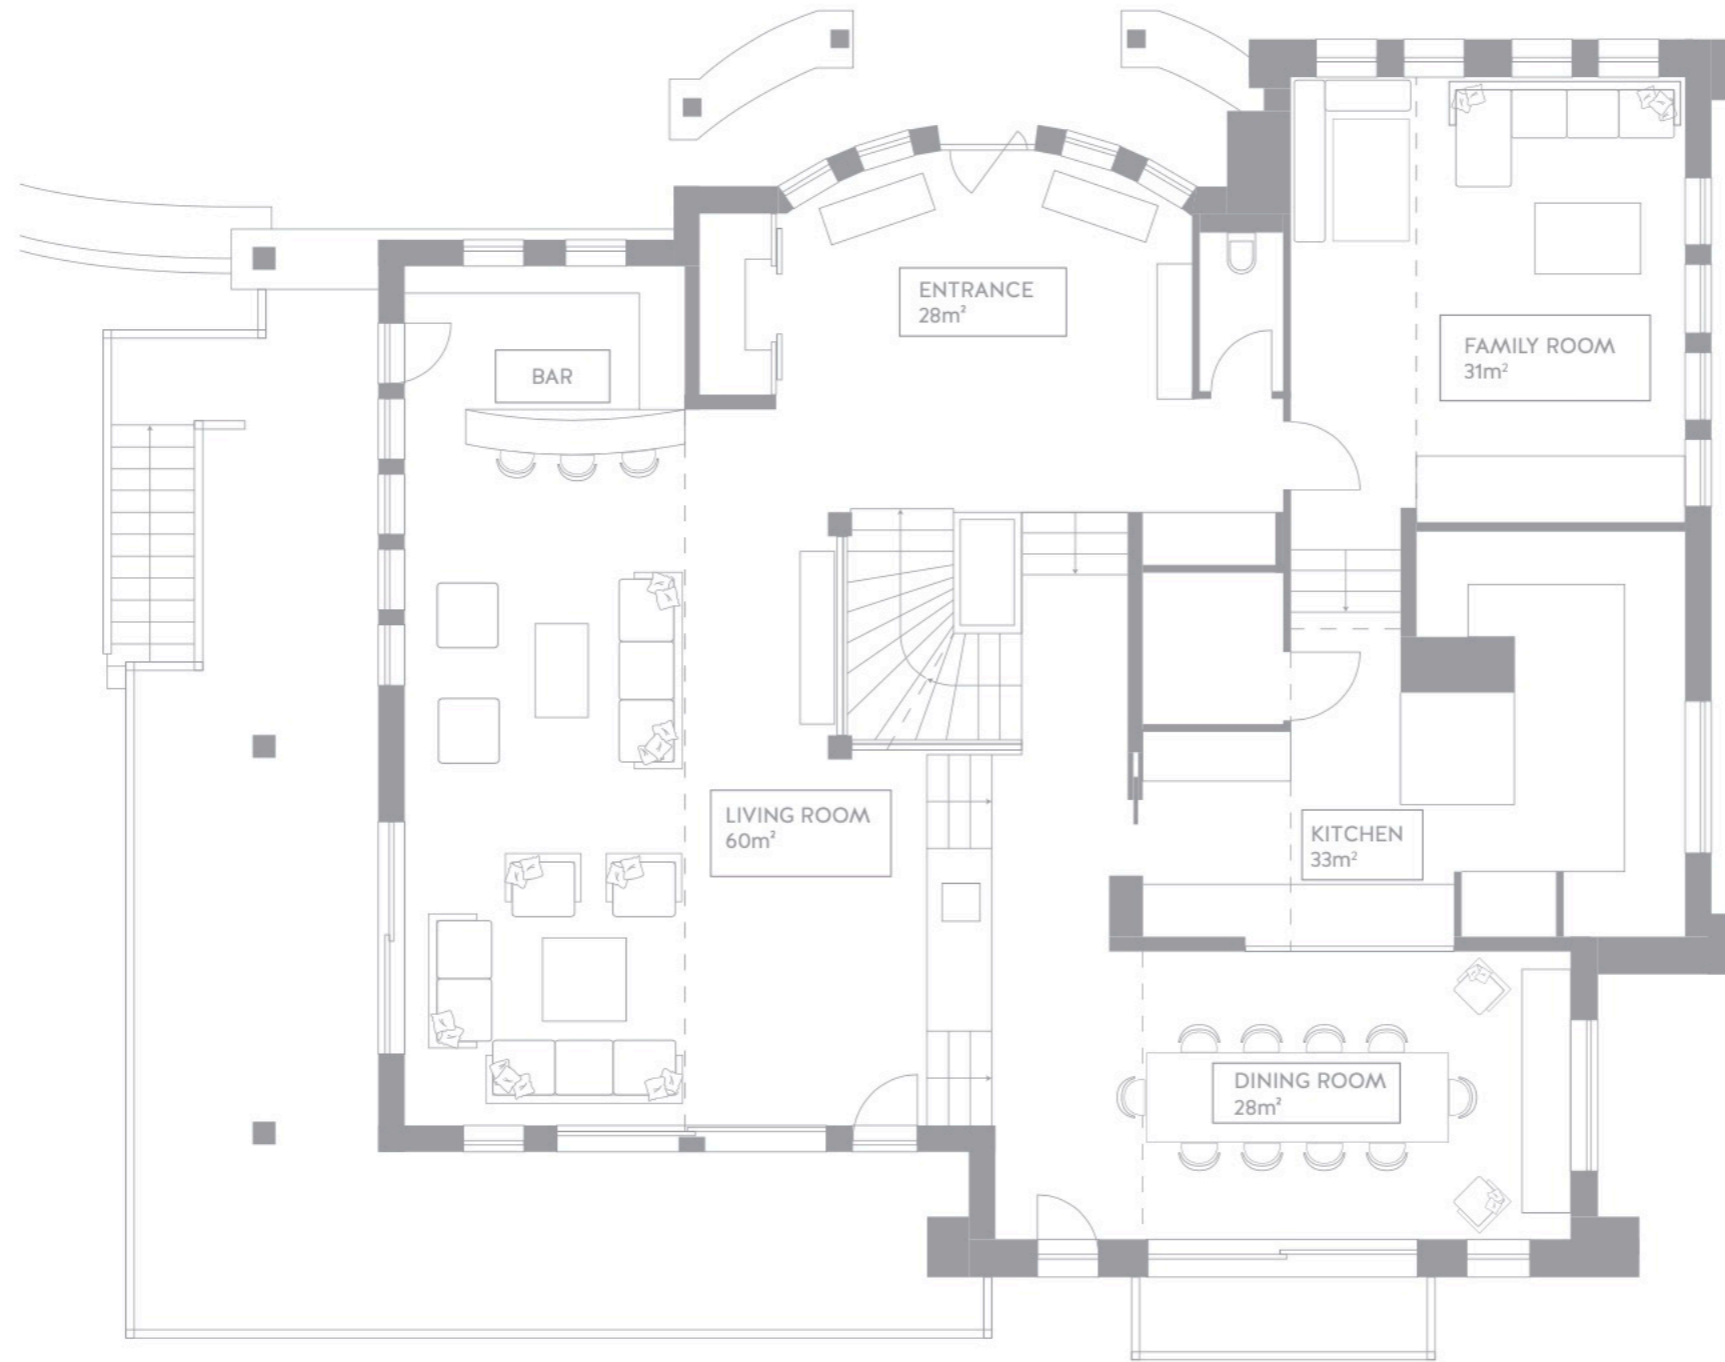 ENTRANCE
28m²
FAMILY ROOM
31m²
BAR
LIVING ROOM
60m²
KITCHEN
33m²
DINING ROOM
28m²